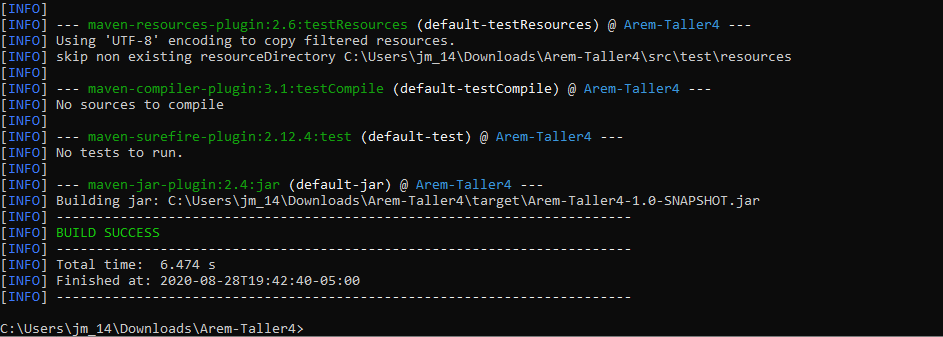 [INFO]
[INFO] --- maven-resources-plugin:2.6:testResources (default-testResources) @ Arem-Taller4 ---
[INFO] Using 'UTF-8' encoding to copy filtered resources.
[INFO] skip non existing resourceDirectory C:\Users\jm_14\Downloads\Arem-Taller4\src\test\resources
[INFO]
[INFO] --- maven-compiler-plugin:3.1:testCompile (default-testCompile) @ Arem-Taller4 ---
[INFO] No sources to compile
[INFO]
[INFO] --- maven-surefire-plugin:2.12.4:test (default-test) @ Arem-Taller4 ---
[INFO] No tests to run.
[INFO]
[INFO] --- maven-jar-plugin:2.4:jar (default-jar) @ Arem-Taller4 ---
[INFO] Building jar: C:\Users\jm_14\Downloads\Arem-Taller4\target\Arem-Taller4-1.0-SNAPSHOT.jar
[INFO] ------------------------------------------------------------------------
[INFO] BUILD SUCCESS
[INFO] ------------------------------------------------------------------------
[INFO] Total time:  6.474 s
[INFO] Finished at: 2020-08-28T19:42:40-05:00
[INFO] ------------------------------------------------------------------------
C:\Users\jm_14\Downloads\Arem-Taller4>